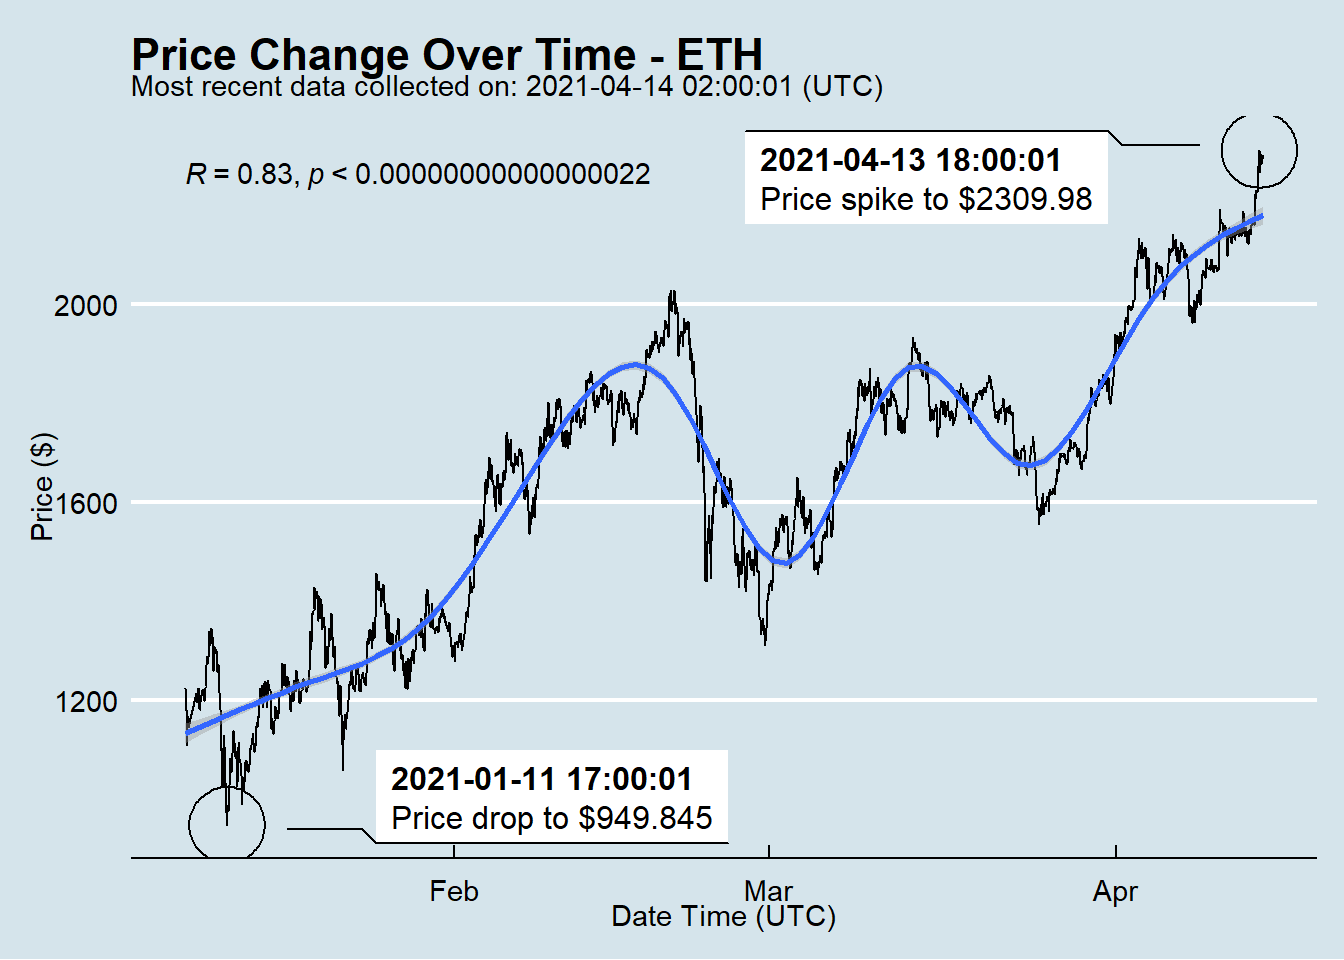 Price Change Over Time - ETH
Most recent data collected on: 2021-04-14 02:00:01 (UTC)
R = 0.83, p < 0.00000000000000022
2021-04-13 18:00:01
Price spike to $2309.98
2000
1600
1200
Price ($)
2021-01-11 17:00:01
Price drop to $949.845
Feb
Mar
Apr
Date Time (UTC)